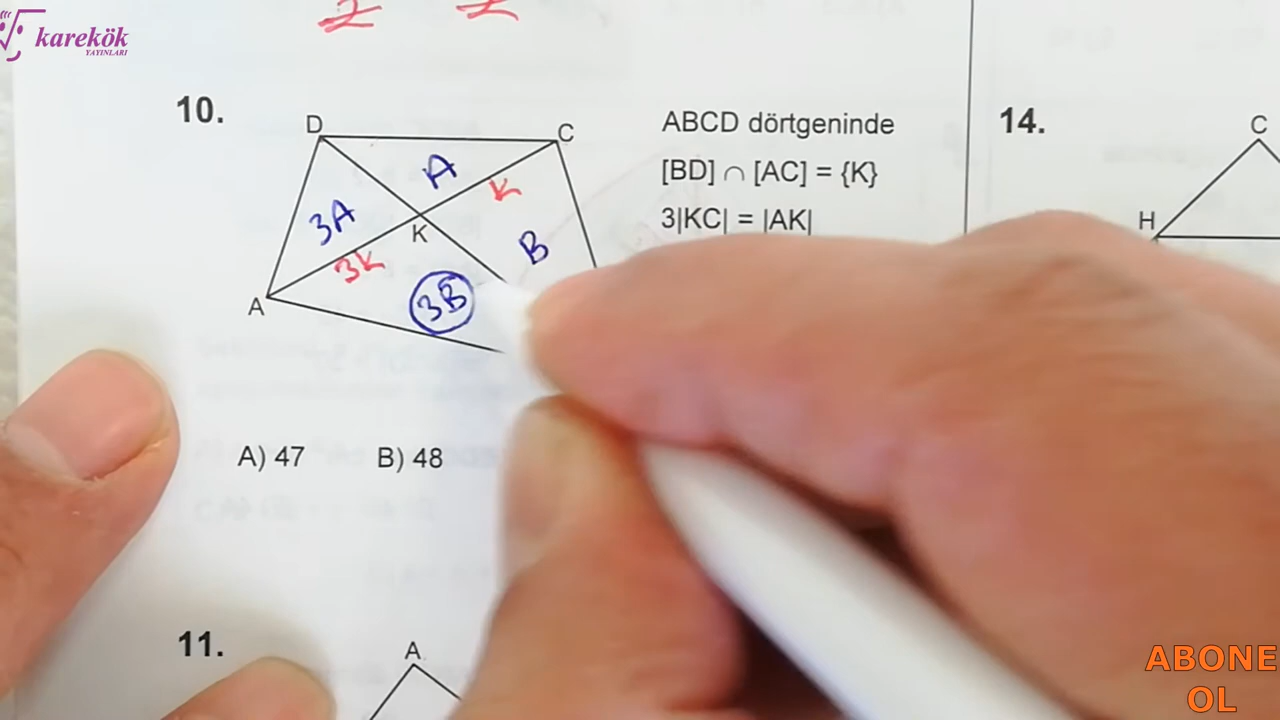 karekök
YAYINLARI
10.
D
C
A
K
3A
K
B
3K
3B
A
ABCD dörtgeninde
[BD] ∩ [AC] = {K}
3|KC| = |AK|
A) 47 B) 48
11.
A
14.
C
H
ABONE
OL